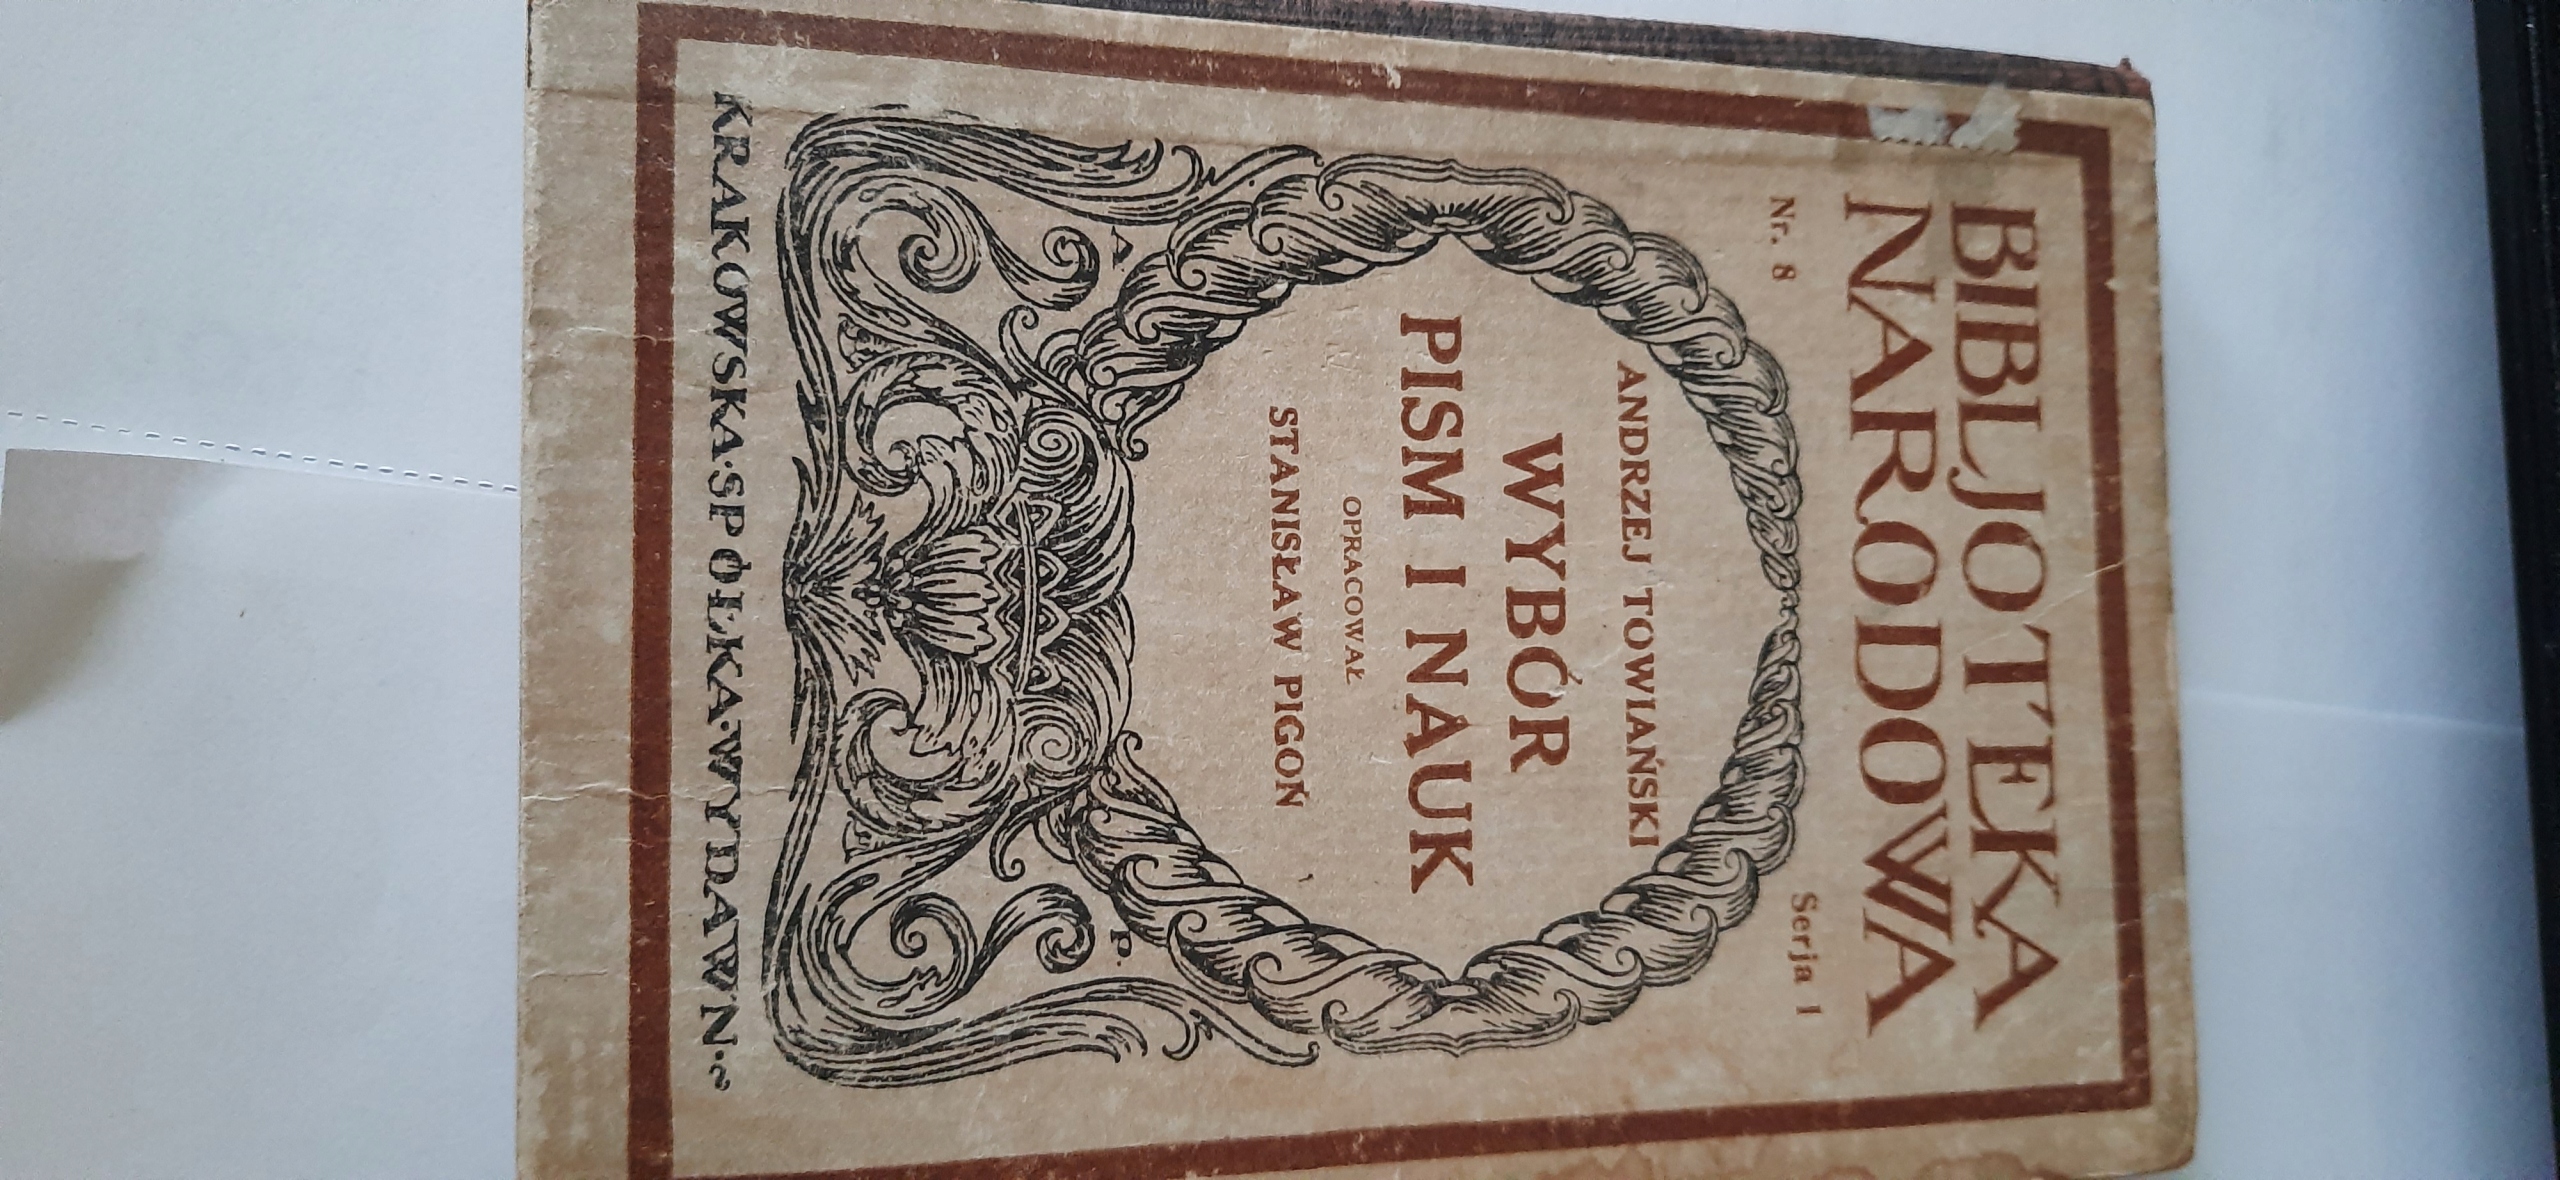 BIBLJOTEKA
NARODOWA
Nr. 8 Serja I
ANDRZEJ TOWIAŃSKI
WYBÓR
PISM I NAUK
OPRACOWAŁ
STANISŁAW PIGOŃ
A. P.
KRAKOWSKA·SPÓŁKA·WYDAWN·